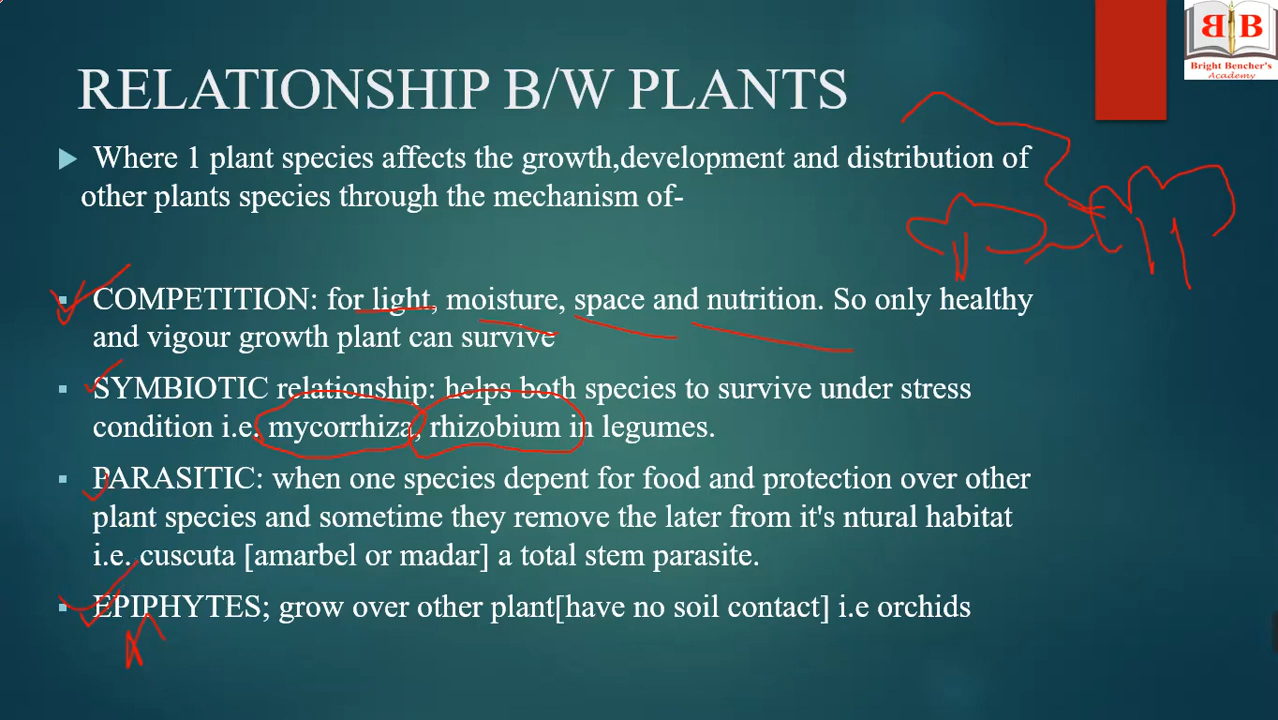 BB
Bright Bencher's
Academy
RELATIONSHIP B/W PLANTS
Where 1 plant species affects the growth,development and distribution of
other plants species through the mechanism of-
COMPETITION: for light, moisture, space and nutrition. So only healthy
and vigour growth plant can survive
SYMBIOTIC relationship: helps both species to survive under stress
condition i.e. mycorrhiza, rhizobium in legumes.
PARASITIC: when one species depent for food and protection over other
plant species and sometime they remove the later from it's ntural habitat
i.e. cuscuta [amarbel or madar] a total stem parasite.
EPIPHYTES; grow over other plant[have no soil contact] i.e orchids